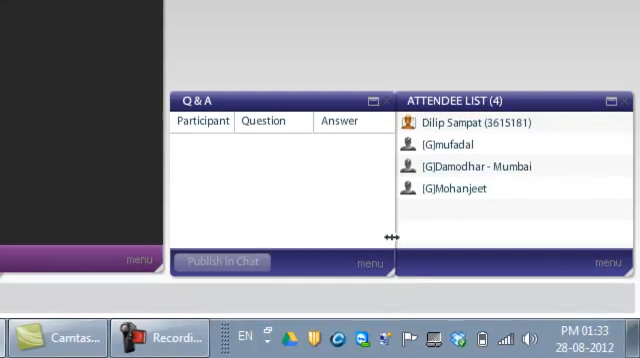 Q & A
ATTENDEE LIST (4)
Participant Question Answer
Dilip Sampat (3615181)
[G]mufadal
[G]Damodhar - Mumbai
[G]Mohanjeet
menu
Publish In Chat
menu
menu
Camtas...
Recordi...
EN
PM 01:33
28-08-2012